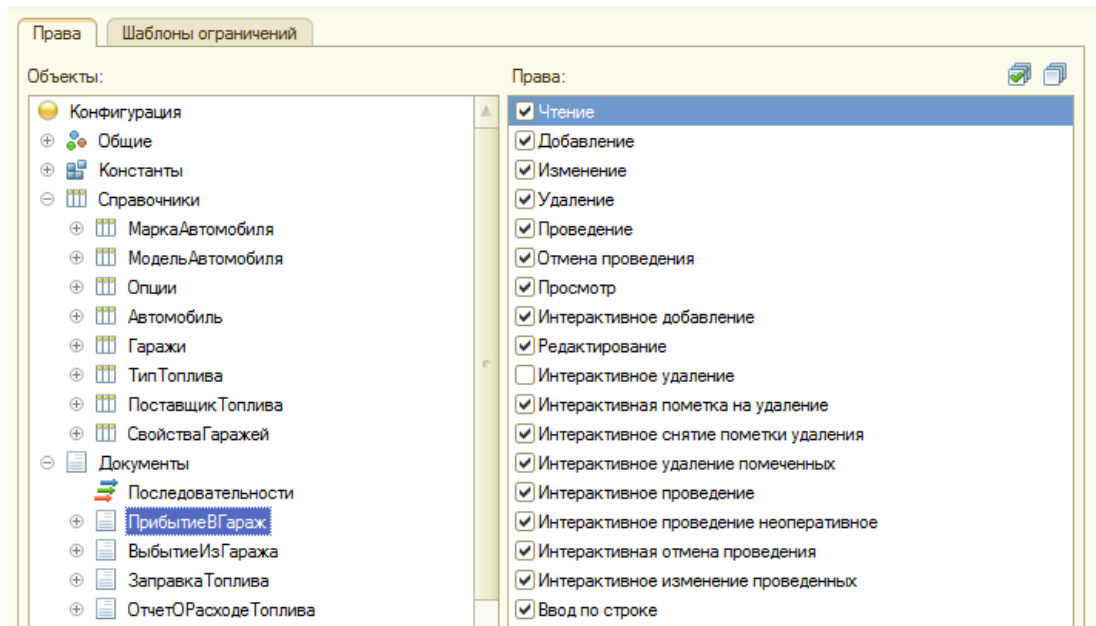 Права
Шаблоны ограничений
Объекты:
Конфигурация
Общие
Константы
Справочники
МаркаАвтомобиля
МодельАвтомобиля
Опции
Автомобиль
Гаражи
ТипТоплива
ПоставщикТоплива
СвойстваГаражей
Документы
Последовательности
ПрибытиеВГараж
ВыбытиеИзГаража
ЗаправкаТоплива
ОтчетОРасходеТоплива
Права:
Чтение
Добавление
Изменение
Удаление
Проведение
Отмена проведения
Просмотр
Интерактивное добавление
Редактирование
Интерактивное удаление
Интерактивная пометка на удаление
Интерактивное снятие пометки удаления
Интерактивное удаление помеченных
Интерактивное проведение
Интерактивное проведение неоперативное
Интерактивная отмена проведения
Интерактивное изменение проведенных
Ввод по строке